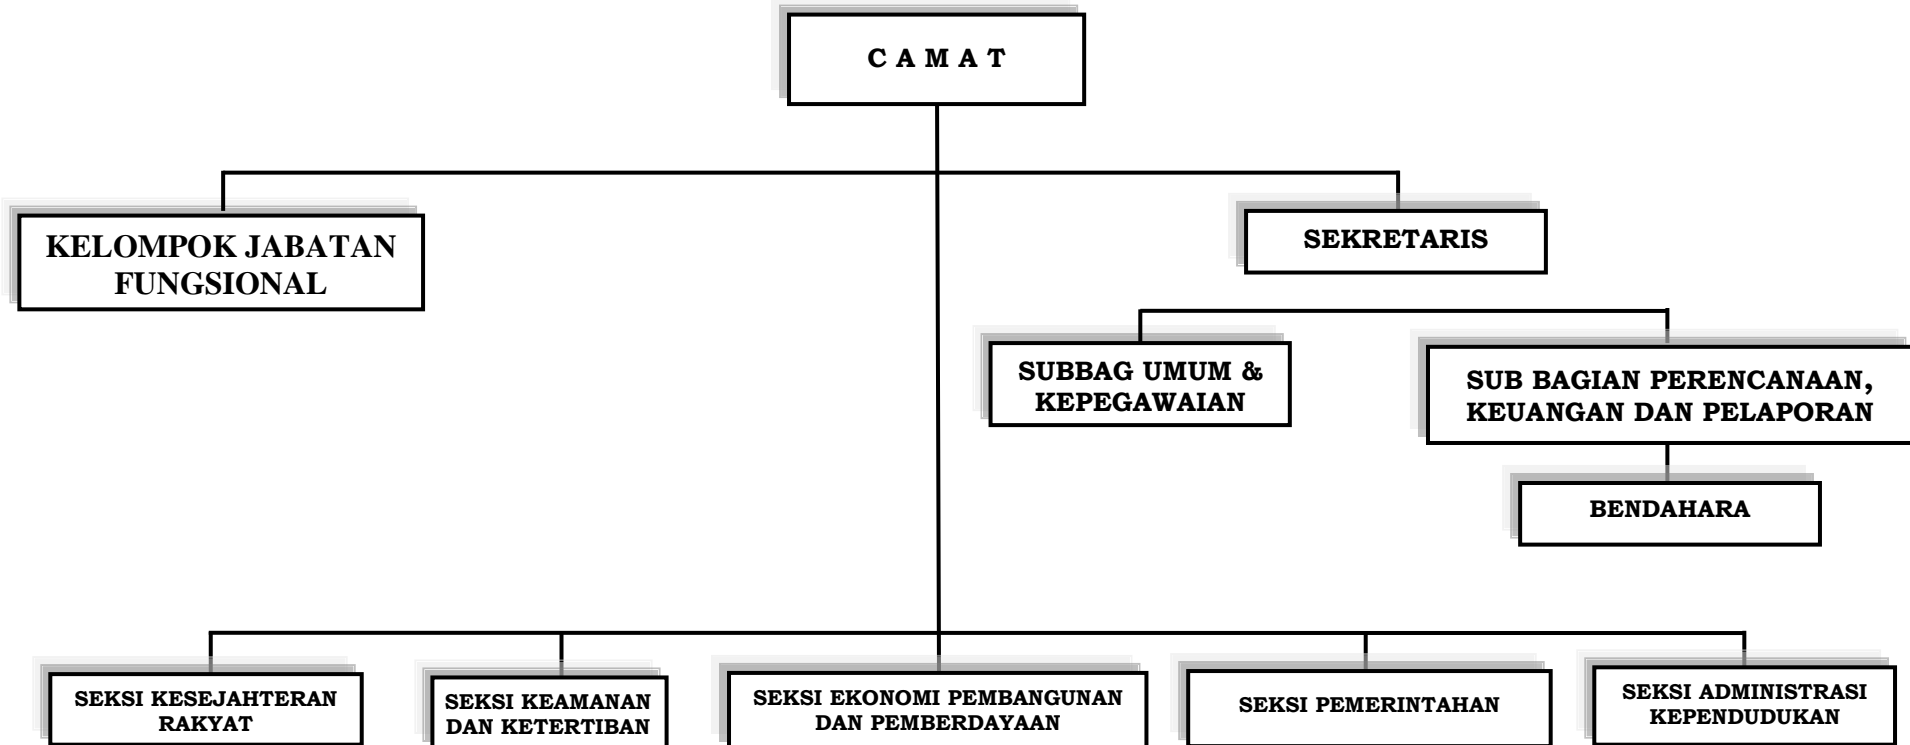 C A M A T
KELOMPOK JABATAN
FUNGSIONAL
SEKRETARIS
SUBBAG UMUM &
KEPEGAWAIAN
SUB BAGIAN PERENCANAAN,
KEUANGAN DAN PELAPORAN
BENDAHARA
SEKSI KESEJAHTERAN
RAKYAT
SEKSI KEAMANAN
DAN KETERTIBAN
SEKSI EKONOMI PEMBANGUNAN
DAN PEMBERDAYAAN
SEKSI PEMERINTAHAN
SEKSI ADMINISTRASI
KEPENDUDUKAN